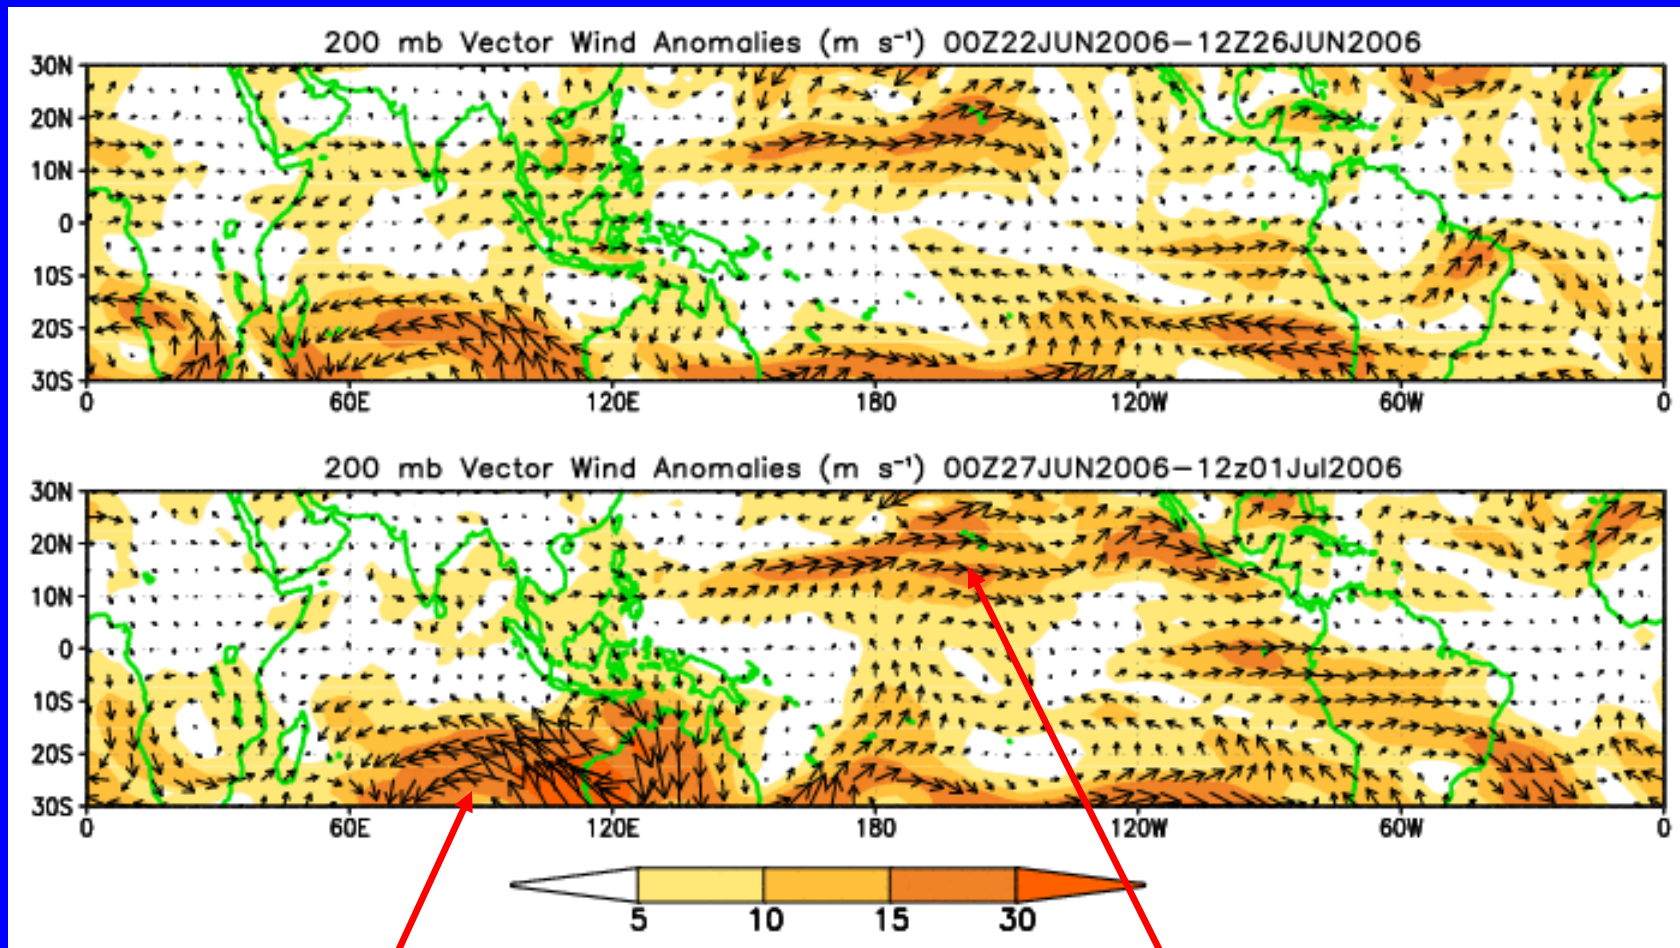 200 mb Vector Wind Anomalies (m s⁻¹) 00Z22JUN2006–12Z26JUN2006
30N
20N
10N
0
10S
20S
30S
0 60E 120E 180 120W 60W 0
200 mb Vector Wind Anomalies (m s⁻¹) 00Z27JUN2006–12z01Jul2006
30N
20N
10N
0
10S
20S
30S
0 60E 120E 180 120W 60W 0
5 10 15 30